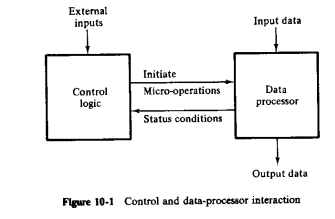 External
inputs
Input data
Initiate
Micro-operations
Control
logic
Data
processor
Status conditions
Output data
Figure 10-1 Control and data-processor interaction